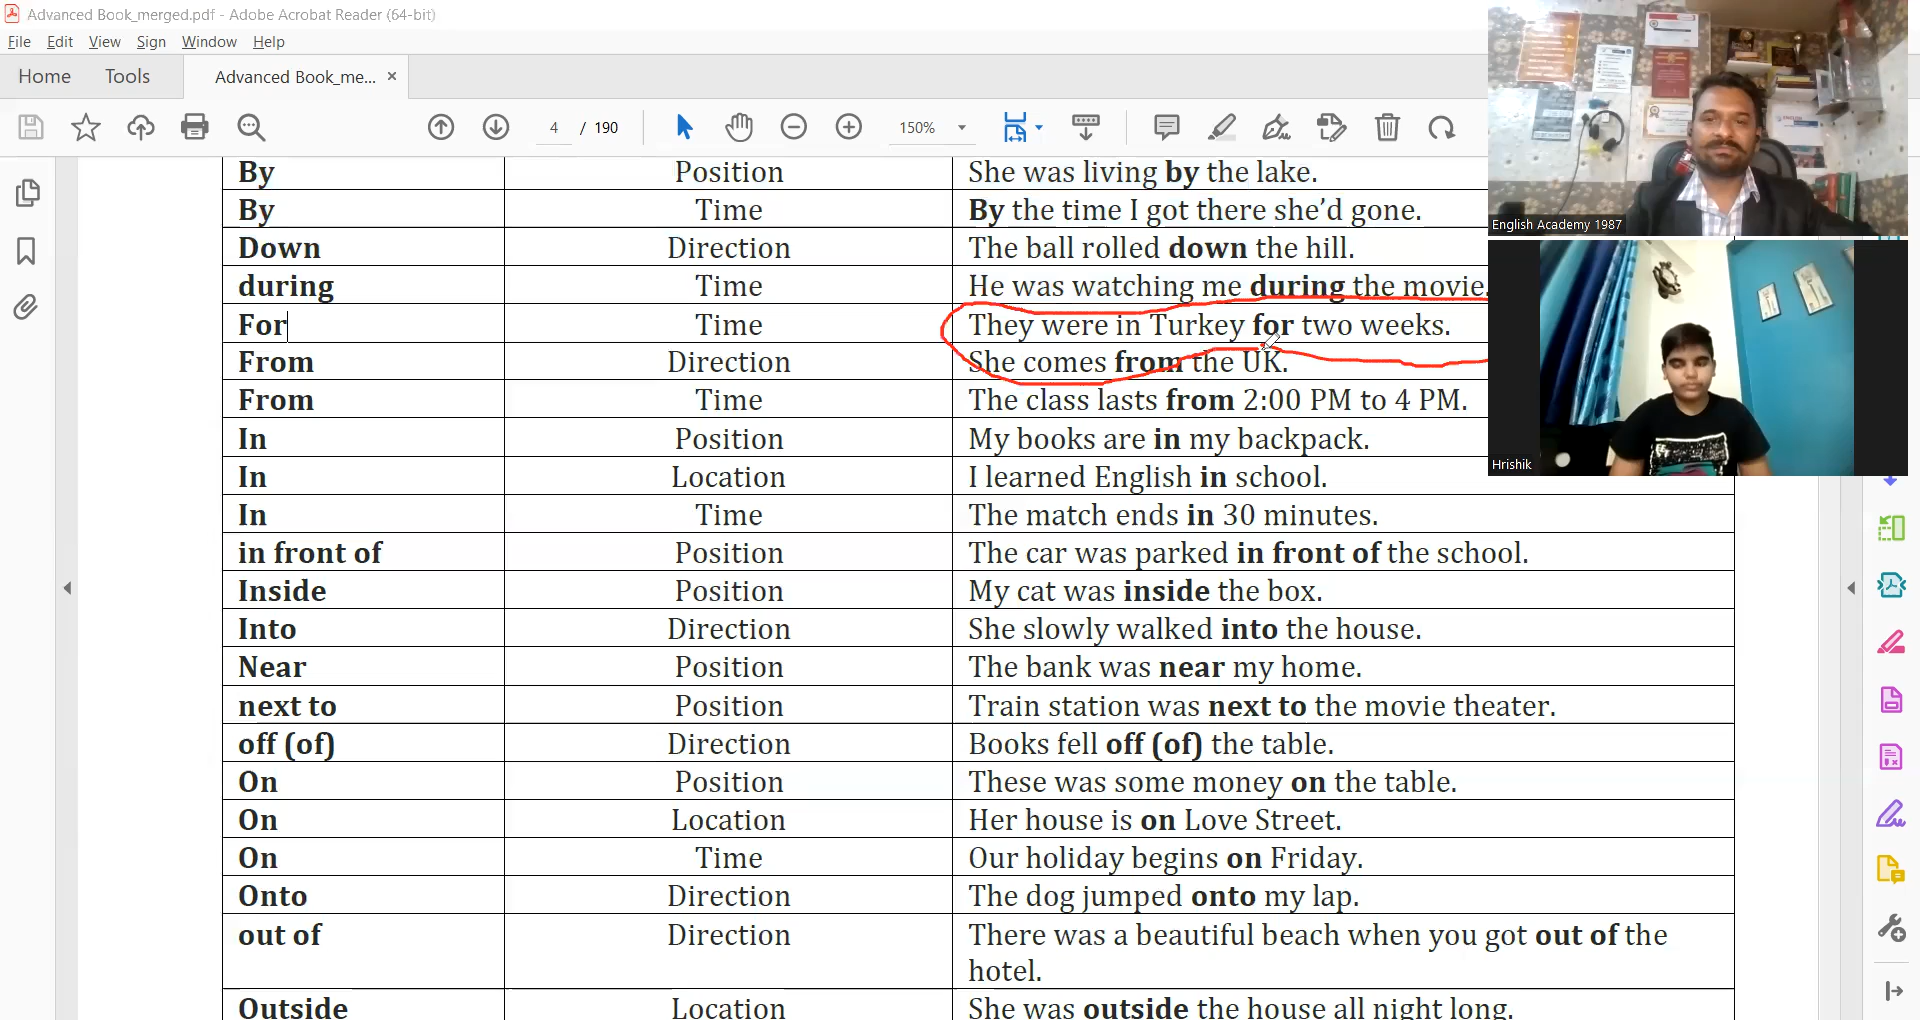 Advanced Book_merged.pdf - Adobe Acrobat Reader (64-bit)
File Edit View Sign Window Help
Home Tools Advanced Book_me... ×
4 / 190 150%
By Position She was living by the lake.
By Time By the time I got there she’d gone.
Down Direction The ball rolled down the hill.
during Time He was watching me during the movie.
For Time They were in Turkey for two weeks.
From Direction She comes from the UK.
From Time The class lasts from 2:00 PM to 4 PM.
In Position My books are in my backpack.
In Location I learned English in school.
In Time The match ends in 30 minutes.
in front of Position The car was parked in front of the school.
Inside Position My cat was inside the box.
Into Direction She slowly walked into the house.
Near Position The bank was near my home.
next to Position Train station was next to the movie theater.
off (of) Direction Books fell off (of) the table.
On Position These was some money on the table.
On Location Her house is on Love Street.
On Time Our holiday begins on Friday.
Onto Direction The dog jumped onto my lap.
out of Direction There was a beautiful beach when you got out of the
hotel.
Outside Location She was outside the house all night long.
English Academy 1987
Hrishik